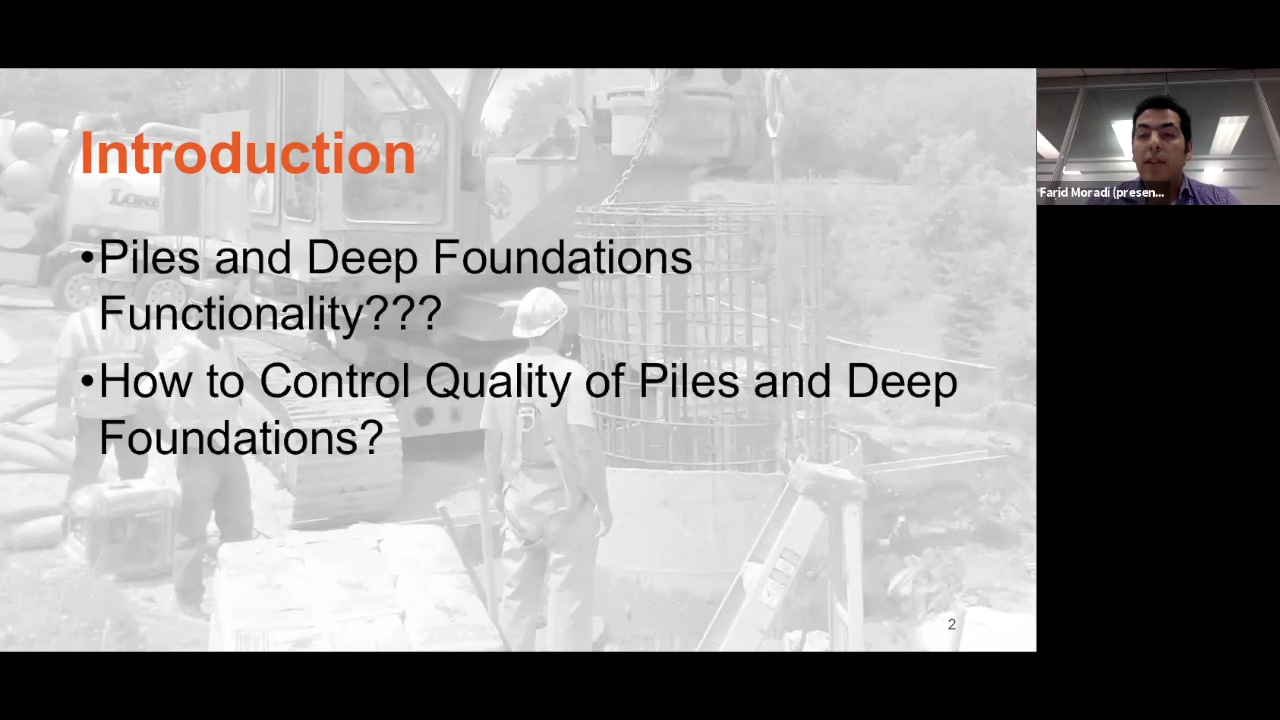 Introduction
•Piles and Deep Foundations
Functionality???
•How to Control Quality of Piles and Deep
Foundations?
2
Farid Moradi (presen...